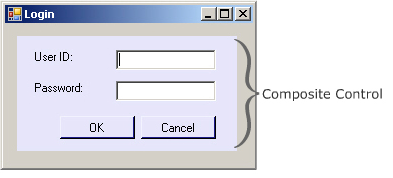 Login
User ID:
Password:
Composite Control
OK Cancel